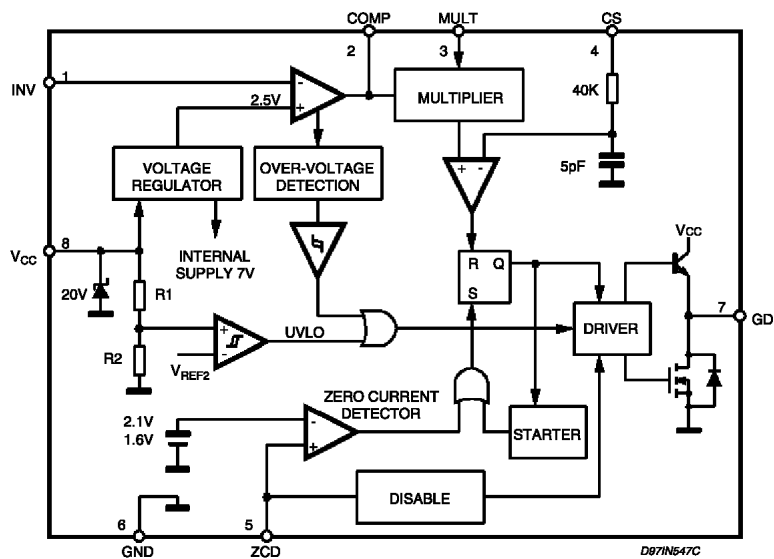 COMP
MULT
CS
2
3
4
INV
1
2.5V
-
+
MULTIPLIER
40K
5pF
VOLTAGE
REGULATOR
OVER-VOLTAGE
DETECTION
+
-
INTERNAL
SUPPLY 7V
VCC
8
20V
R1
R2
R
Q
S
VCC
7
GD
DRIVER
+
-
UVLO
VREF2
ZERO CURRENT
DETECTOR
2.1V
1.6V
-
+
STARTER
DISABLE
6
GND
5
ZCD
D97IN547C